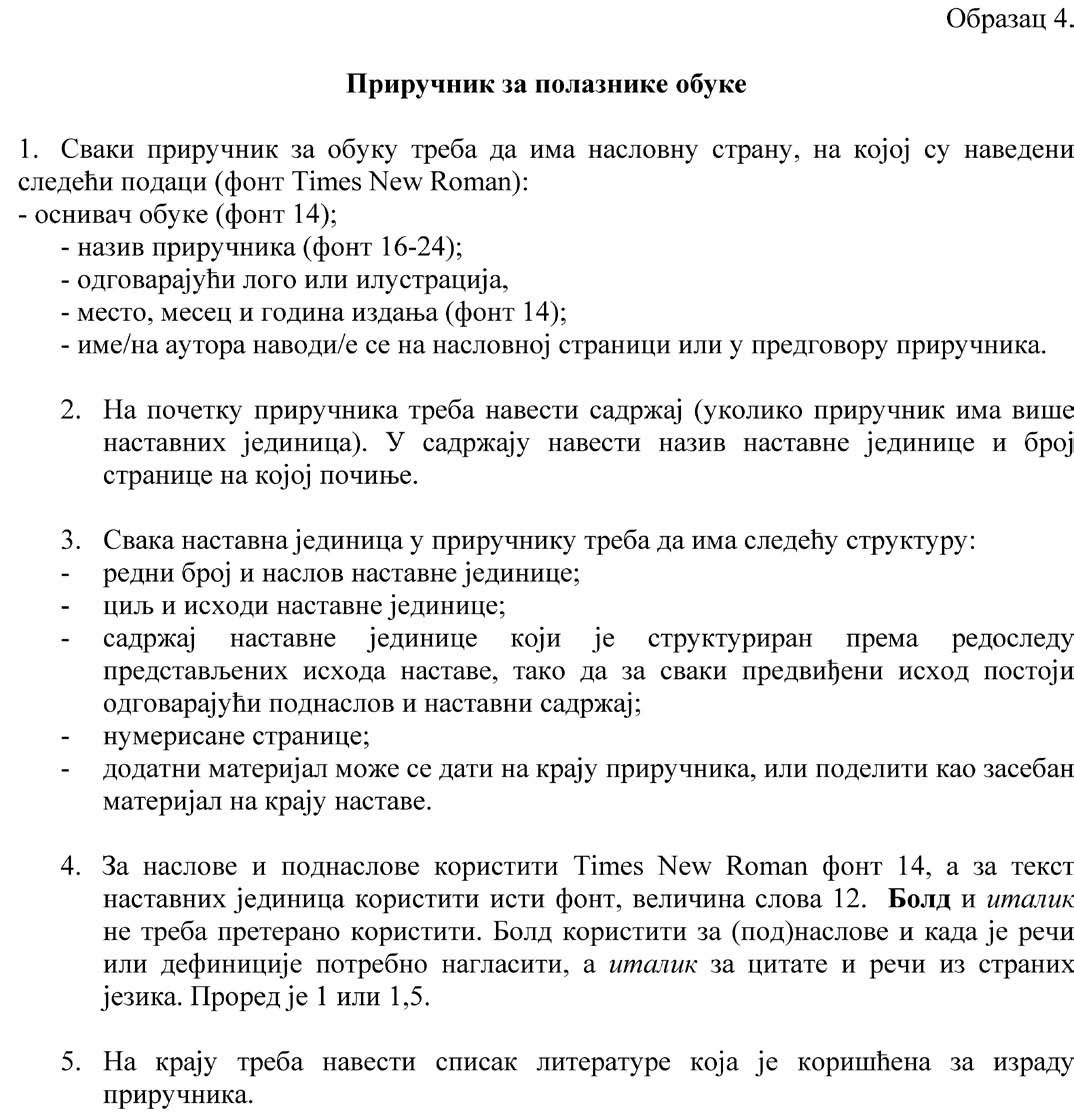 Образац 4.
Приручник за полазнике обуке
1. Сваки приручник за обуку треба да има насловну страну, на којој су наведени
следећи подаци (фонт Times New Roman):
- оснивач обуке (фонт 14);
- назив приручника (фонт 16-24);
- одговарајући лого или илустрација,
- место, месец и година издања (фонт 14);
- име/на аутора наводи/е се на насловној страници или у предговору приручника.
2. На почетку приручника треба навести садржај (уколико приручник има више
наставних јединица). У садржају навести назив наставне јединице и број
странице на којој почиње.
3. Свака наставна јединица у приручнику треба да има следећу структуру:
- редни број и наслов наставне јединице;
- циљ и исходи наставне јединице;
- садржај наставне јединице који је структуриран према редоследу
представљених исхода наставе, тако да за сваки предвиђени исход постоји
одговарајући поднаслов и наставни садржај;
- нумерисане странице;
- додатни материјал може се дати на крају приручника, или поделити као засебан
материјал на крају наставе.
4. За наслове и поднаслове користити Times New Roman фонт 14, а за текст
наставних јединица користити исти фонт, величина слова 12. Болд и италик
не треба претерано користити. Болд користити за (под)наслове и када је речи
или дефиниције потребно нагласити, а италик за цитате и речи из страних
језика. Проред је 1 или 1,5.
5. На крају треба навести списак литературе која је коришћена за израду
приручника.